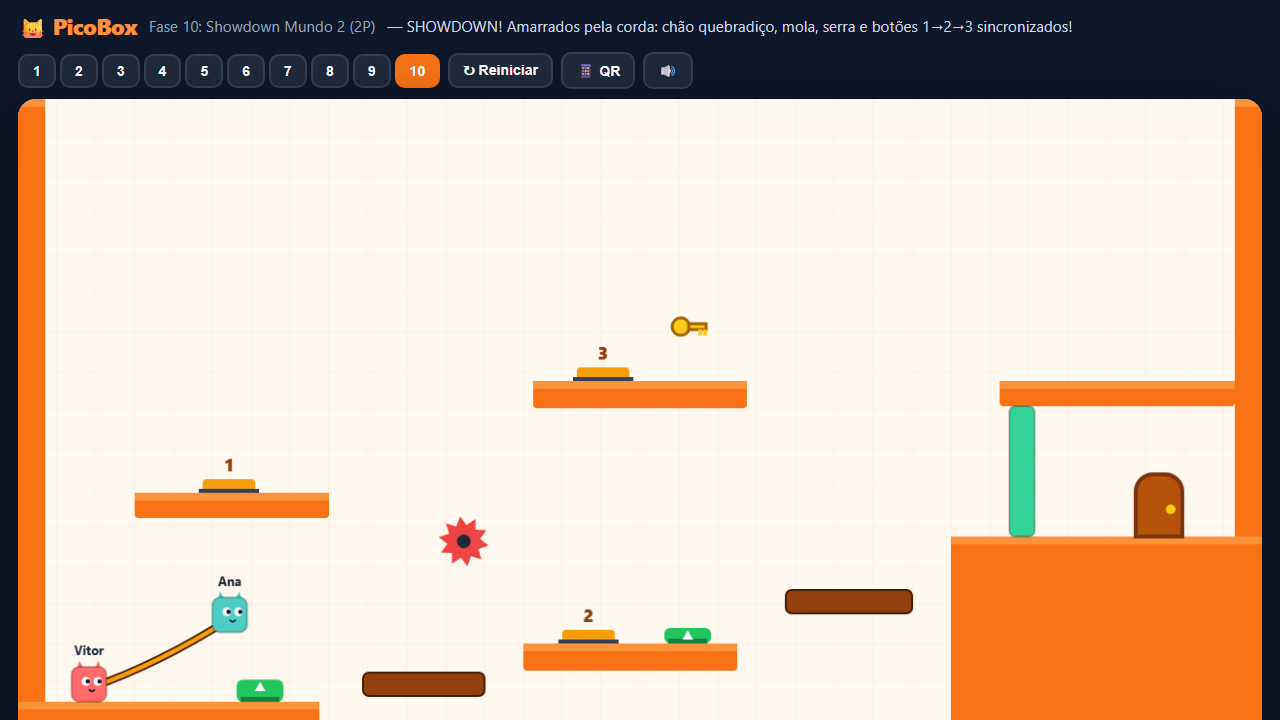 PicoBox Fase 10: Showdown Mundo 2 (2P) — SHOWDOWN! Amarrados pela corda: chão quebradiço, mola, serra e botões 1→2→3 sincronizados!
1 2 3 4 5 6 7 8 9 10 ↻ Reiniciar QR
3
1
Ana
2
Vitor